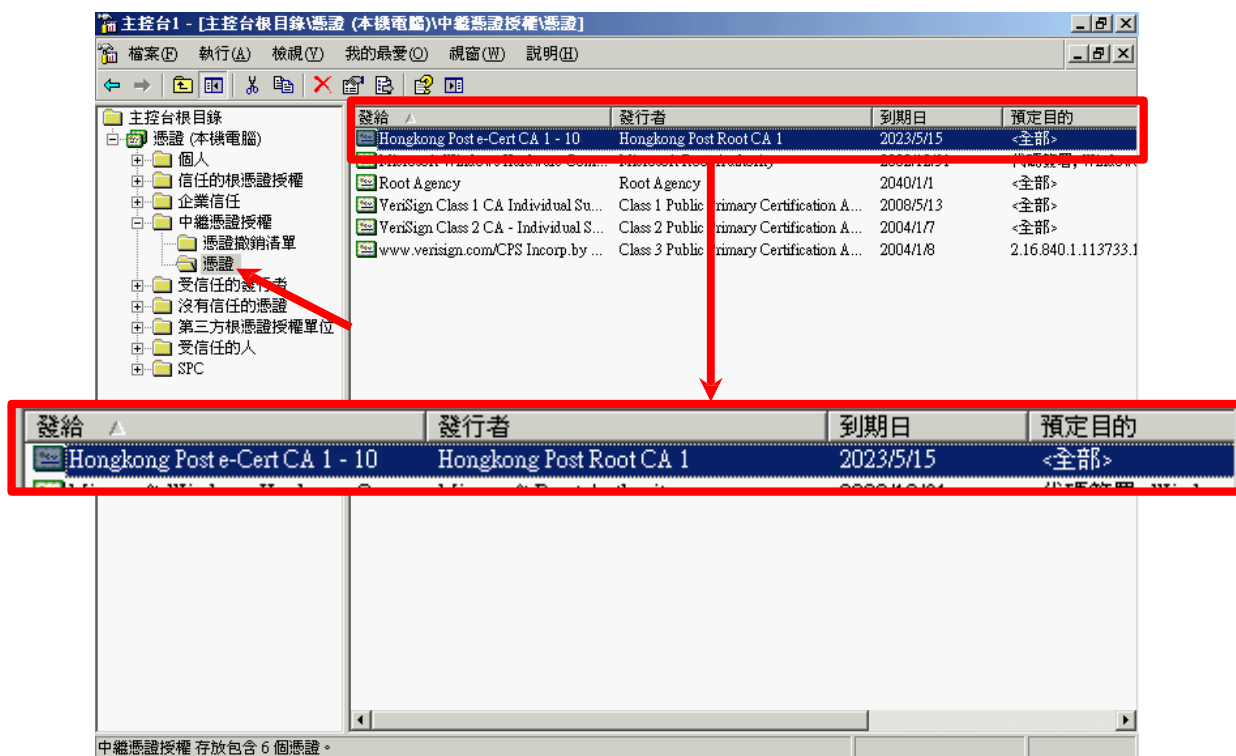 主控台1 - [主控台根目錄\憑證 (本機電腦)\中繼憑證授權\憑證]
檔案(F) 執行(A) 檢視(V) 我的最愛(O) 視窗(W) 說明(H)
主控台根目錄
憑證 (本機電腦)
個人
信任的根憑證授權
企業信任
中繼憑證授權
憑證撤銷清單
憑證
受信任的發行者
沒有信任的憑證
第三方根憑證授權單位
受信任的人
SPC
發給 發行者 到期日 預定目的
Hongkong Post e-Cert CA 1 - 10 Hongkong Post Root CA 1 2023/5/15 <全部>
Root Agency Root Agency 2040/1/1 <全部>
VeriSign Class 1 CA Individual Su... Class 1 Public Primary Certification A... 2008/5/13 <全部>
VeriSign Class 2 CA - Individual S... Class 2 Public Primary Certification A... 2004/1/7 <全部>
www.verisign.com/CPS Incorp.by ... Class 3 Public Primary Certification A... 2004/1/8 2.16.840.1.113733.1
發給 發行者 到期日 預定目的
Hongkong Post e-Cert CA 1 - 10 Hongkong Post Root CA 1 2023/5/15 <全部>
中繼憑證授權 存放包含 6 個憑證。